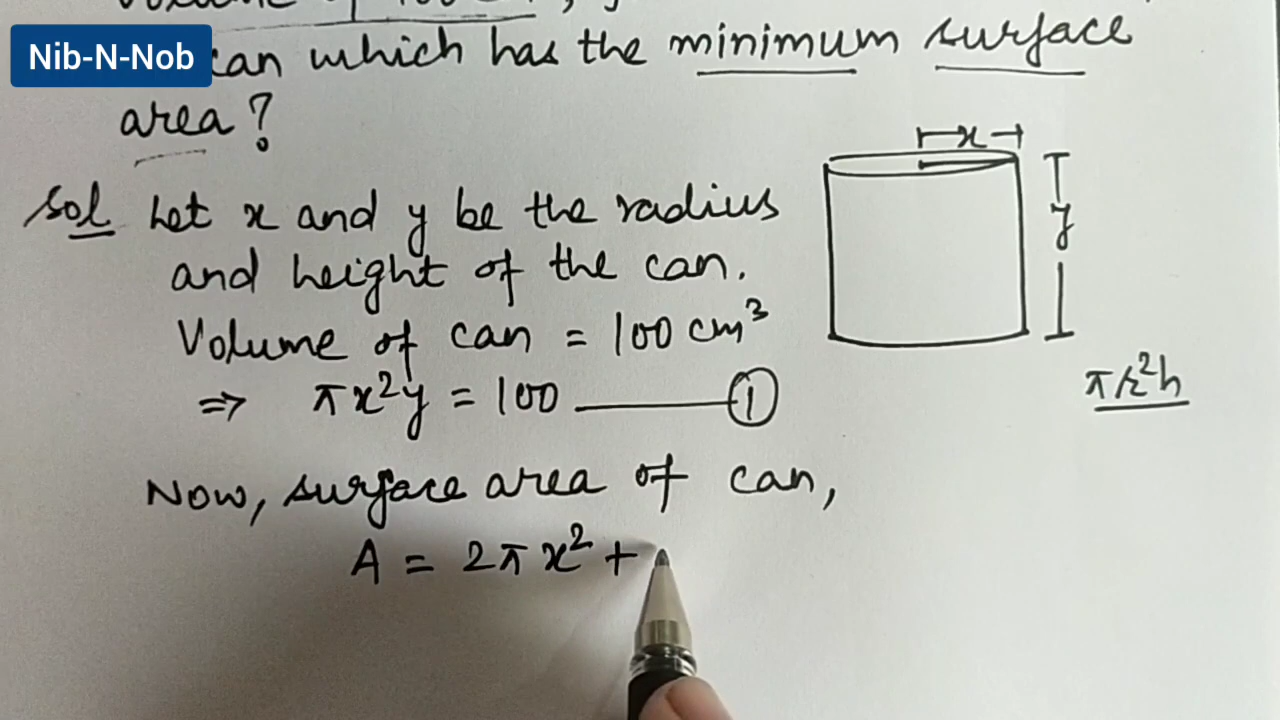 Nib-N-Nob
can which has the minimum surface
area?
Sol Let x and y be the radius
and height of the can.
Volume of can = 100 cm³
⇒ πx²y = 100 ——— ①
Now, surface area of can,
A = 2πx² +
x
y
πr²h